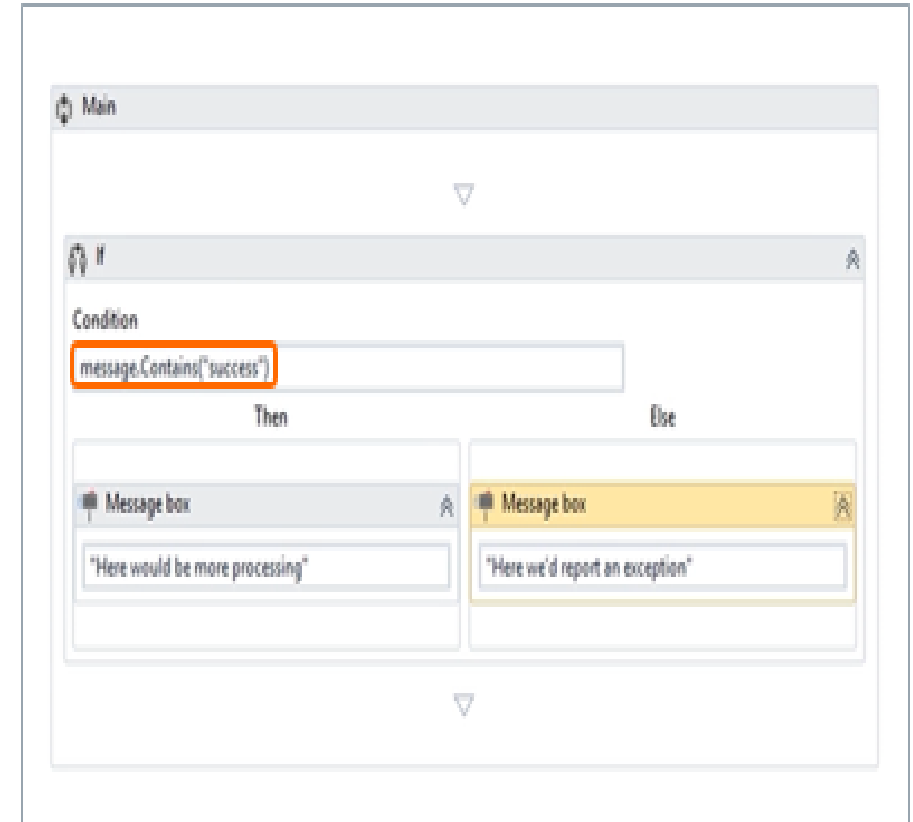 Main
If
Condition
message.Contains("success")
Then Else
Message box Message box
"Here would be more processing" "Here we'd report an exception"